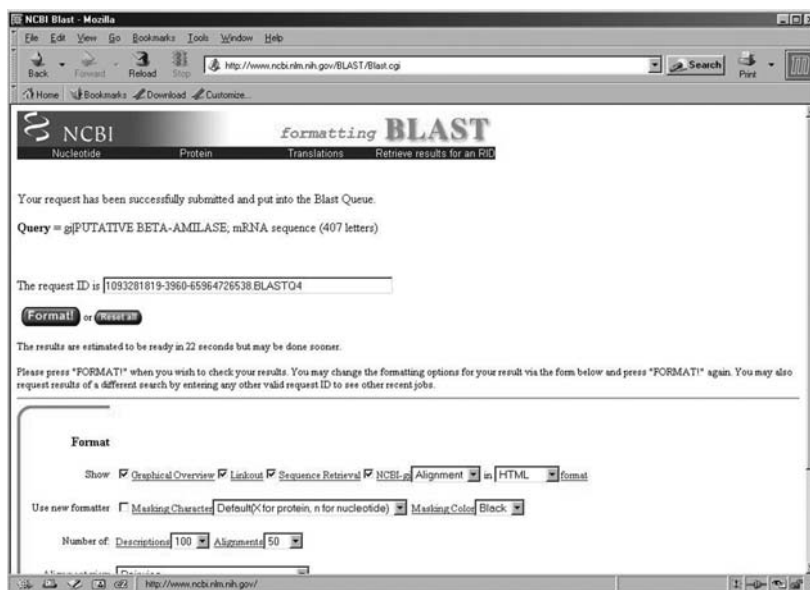 NCBI Blast - Mozilla
File Edit View Go Bookmarks Tools Window Help
Back Forward Reload Stop http://www.ncbi.nlm.nih.gov/BLAST/Blast.cgi Search Print
Home Bookmarks Download Customize...
NCBI formatting BLAST
Nucleotide Protein Translations Retrieve results for an RID
Your request has been successfully submitted and put into the Blast Queue.
Query = gi|PUTATIVE BETA-AMILASE; mRNA sequence (407 letters)
The request ID is 1093281819-3960-65964726538.BLASTQ4
Format! or Reset all
The results are estimated to be ready in 22 seconds but may be done sooner.
Please press "FORMAT!" when you wish to check your results. You may change the formatting options for your result via the form below and press "FORMAT!" again. You may also
request results of a different search by entering any other valid request ID to see other recent jobs.
Format
Show Graphical Overview Linkout Sequence Retrieval NCBI-gi Alignment in HTML format
Use new formatter Masking Character Default(X for protein, n for nucleotide) Masking Color Black
Number of: Descriptions 100 Alignments 50
http://www.ncbi.nlm.nih.gov/